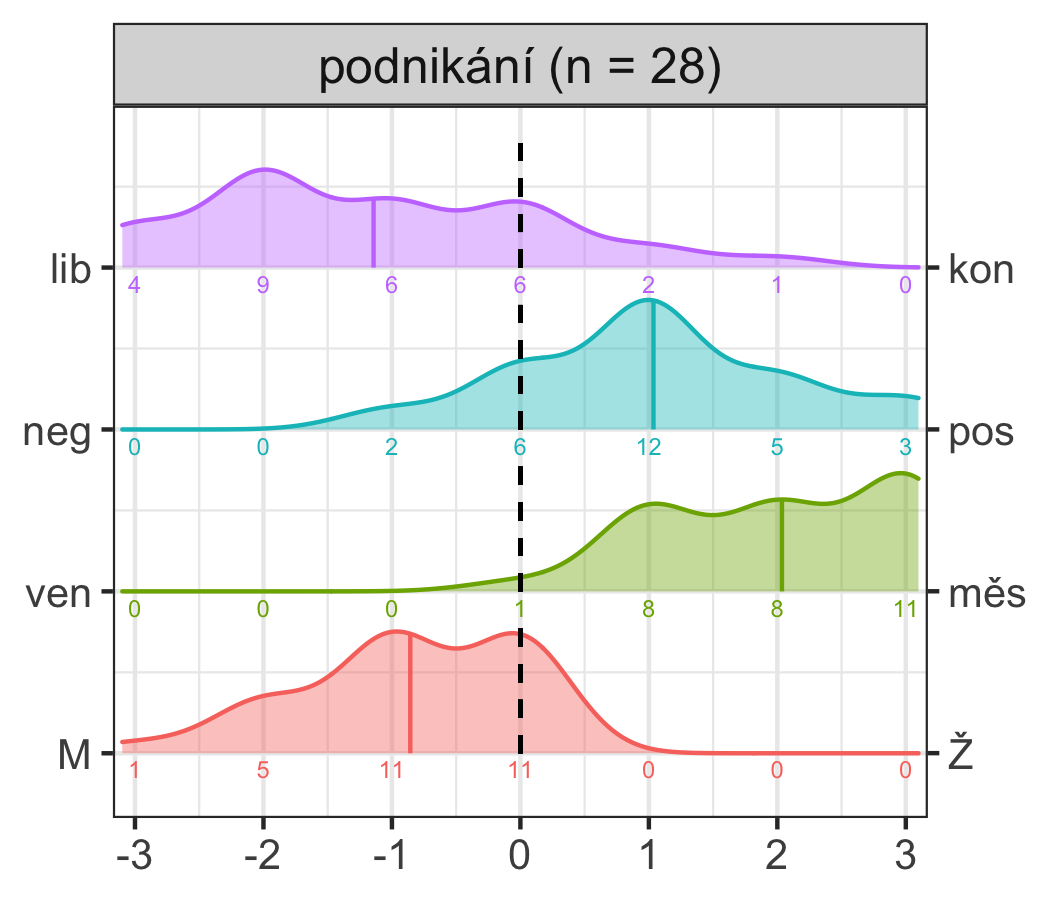 podnikání (n = 28)
lib kon
4 9 6 6 2 1 0
neg pos
0 0 2 6 12 5 3
ven měs
0 0 0 1 8 8 11
M Ž
1 5 11 11 0 0 0
-3 -2 -1 0 1 2 3